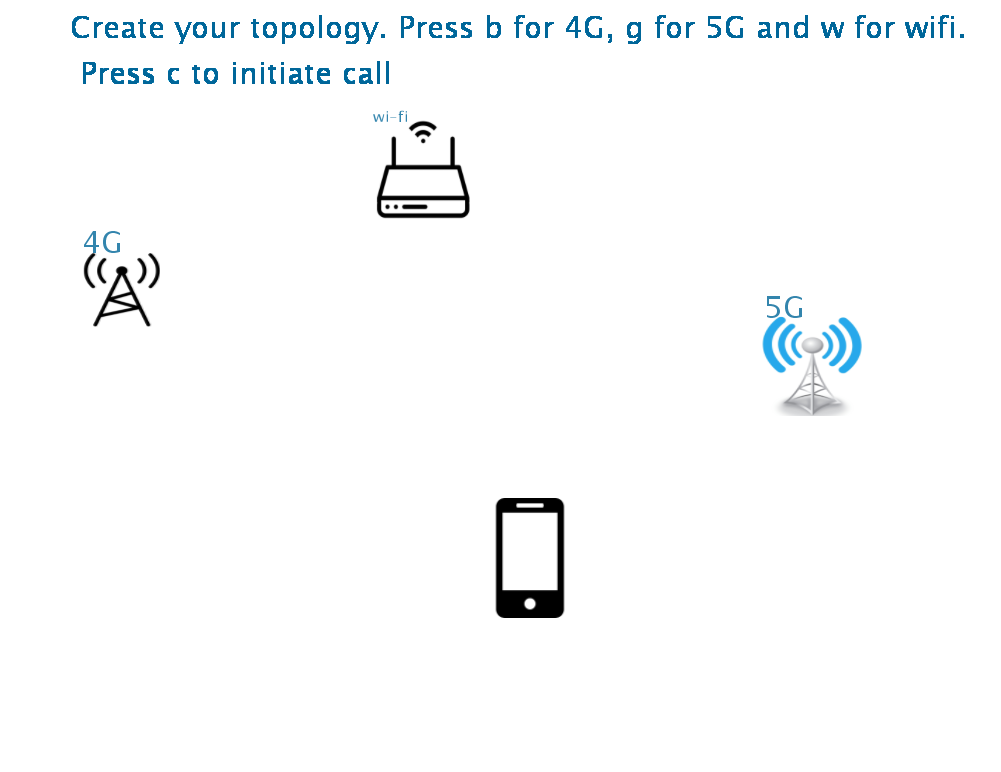 Create your topology. Press b for 4G, g for 5G and w for wifi.
Press c to initiate call
wi-fi
4G
5G